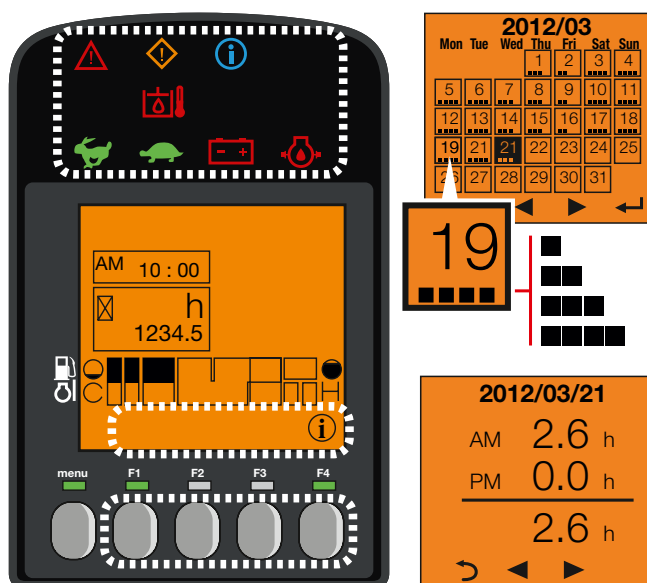 AM 10 : 00
h
1234.5
C H
i
menu F1 F2 F3 F4
2012/03
Mon Tue Wed Thu Fri Sat Sun
1 2 3 4
5 6 7 8 9 10 11
12 13 14 15 16 17 18
19 21 21 22 23 24 25
26 27 28 29 30 31
19
2012/03/21
AM 2.6 h
PM 0.0 h
2.6 h